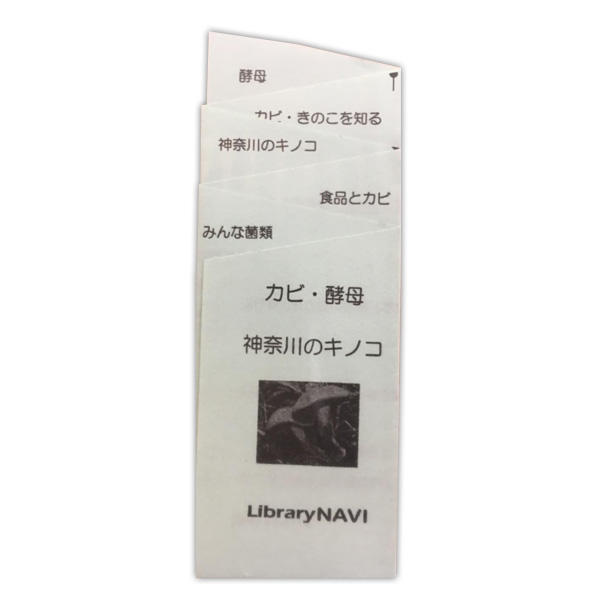 酵母
カビ・きのこを知る
神奈川のキノコ
食品とカビ
みんな菌類
カビ・酵母
神奈川のキノコ
LibraryNAVI